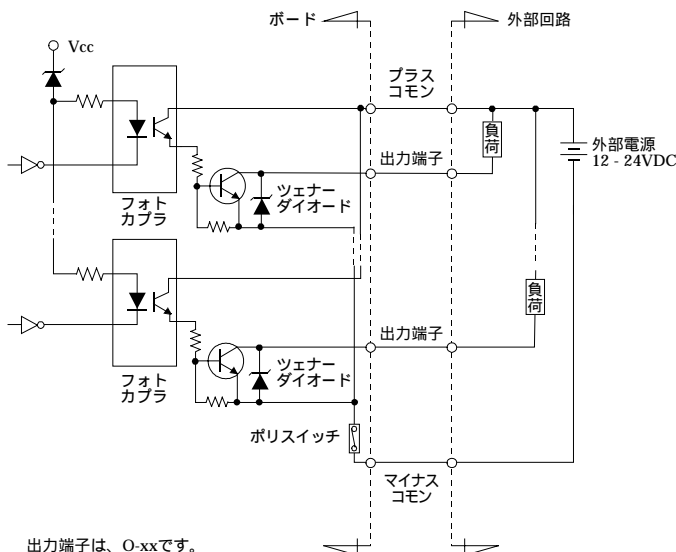 ボード
外部回路
Vcc
プラス
コモン
負荷
外部電源
12 - 24VDC
出力端子
フォト
カプラ
ツェナー
ダイオード
負荷
出力端子
フォト
カプラ
ツェナー
ダイオード
ポリスイッチ
マイナス
コモン
出力端子は、O-xxです。